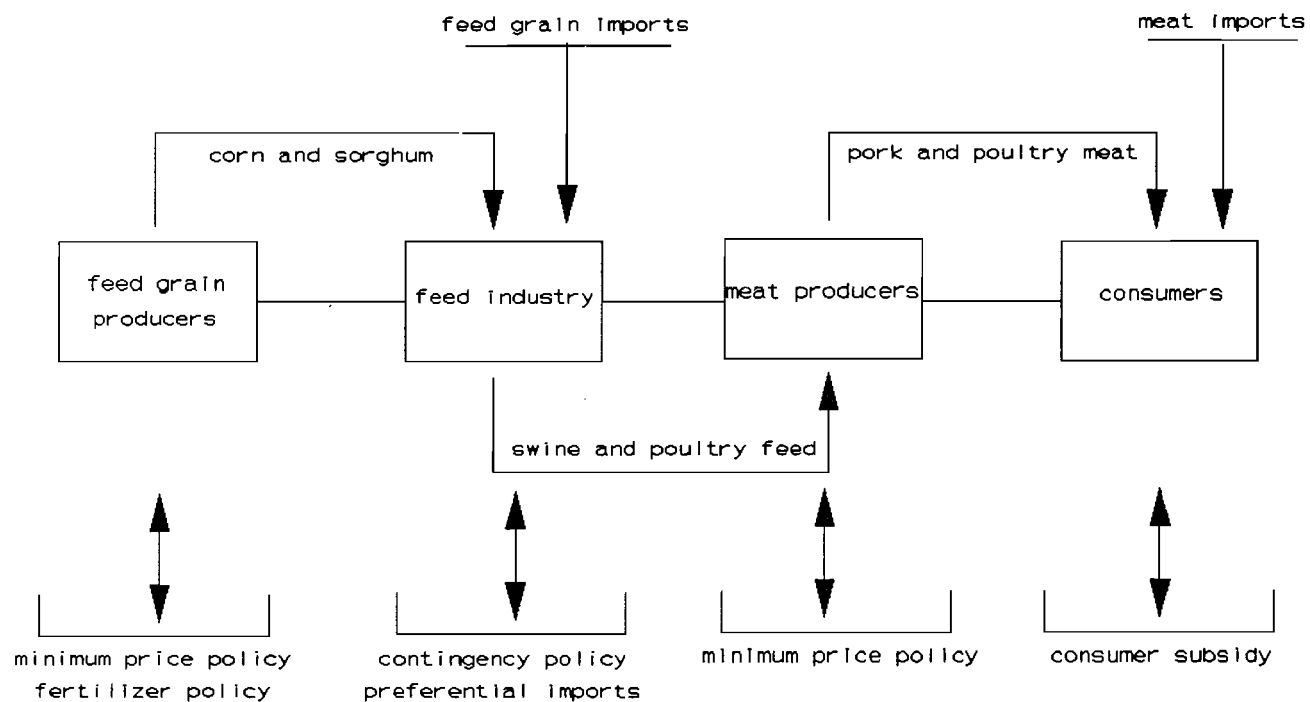 feed grain imports
meat imports
corn and sorghum
pork and poultry meat
feed grain
producers
feed industry
meat producers
consumers
swine and poultry feed
minimum price policy
fertilizer policy
contingency policy
preferential imports
minimum price policy
consumer subsidy